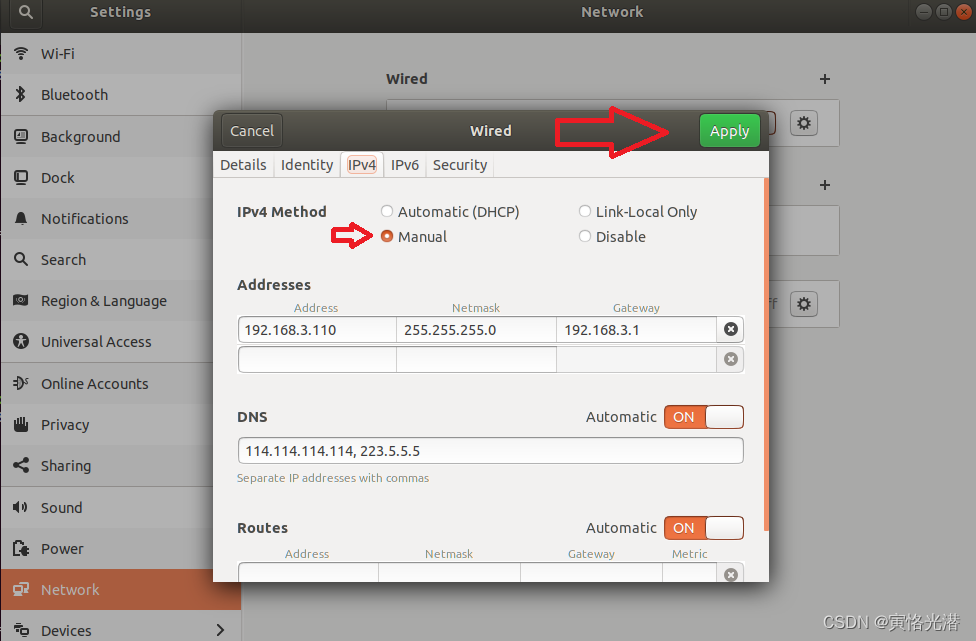 Settings
Network
Wi-Fi
Bluetooth
Background
Dock
Notifications
Search
Region & Language
Universal Access
Online Accounts
Privacy
Sharing
Sound
Power
Network
Devices
Wired
Cancel
Wired
Apply
Details
Identity
IPv4
IPv6
Security
IPv4 Method
Automatic (DHCP)
Link-Local Only
Manual
Disable
Addresses
Address
Netmask
Gateway
192.168.3.110
255.255.255.0
192.168.3.1
DNS
Automatic
ON
114.114.114.114, 223.5.5.5
Separate IP addresses with commas
Routes
Automatic
ON
Address
Netmask
Gateway
Metric
CSDN @寅恪光潜